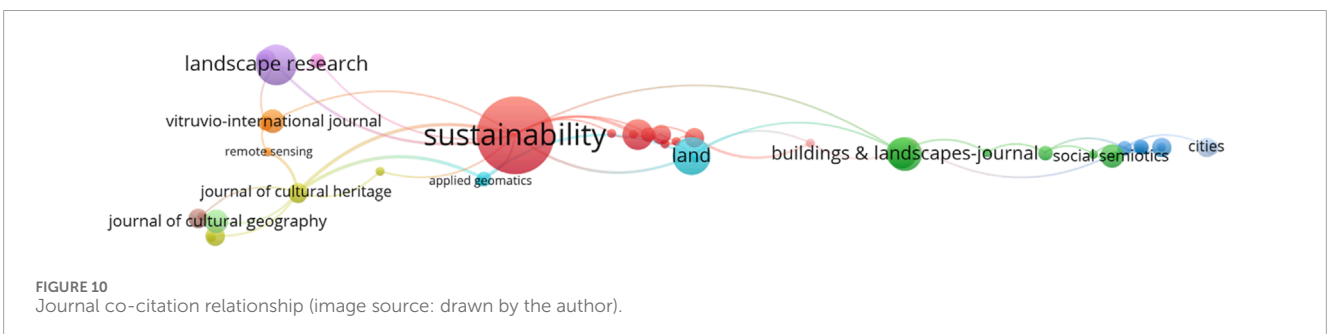 landscape research
vitruvio-international journal
remote sensing
journal of cultural heritage
journal of cultural geography
sustainability
applied geomatics
land
buildings & landscapes-journal
social semiotics
cities
FIGURE 10
Journal co-citation relationship (image source: drawn by the author).